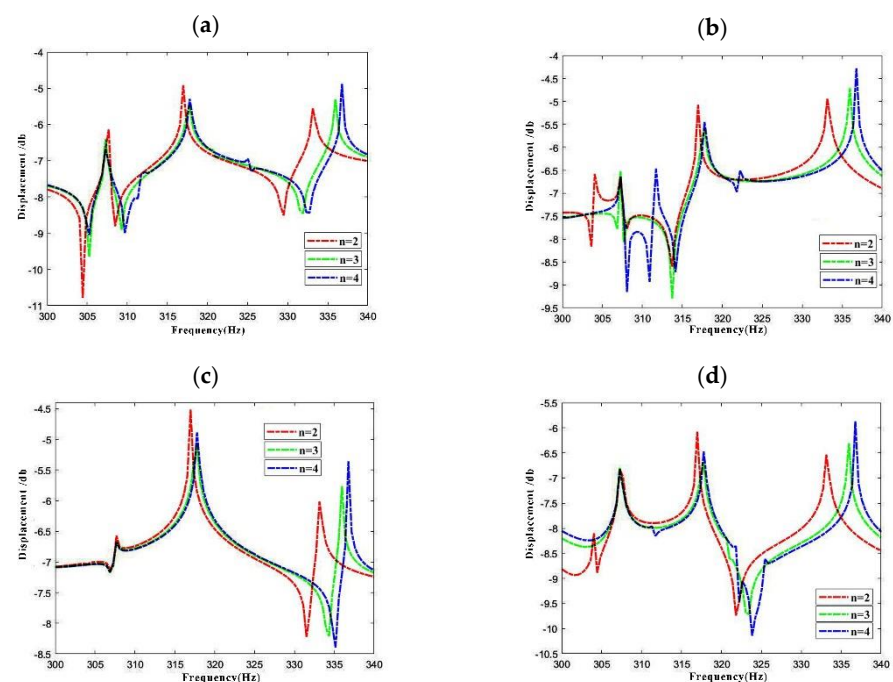 (a)
-4
-5
-6
-7
-8
-9
-10
-11
Displacement /db
n=2
n=3
n=4
300 305 310 315 320 325 330 335 340
Frequency(Hz)
(b)
-4
-4.5
-5
-5.5
-6
-6.5
-7
-7.5
-8
-8.5
-9
-9.5
Displacement /db
n=2
n=3
n=4
300 305 310 315 320 325 330 335 340
Frequency(Hz)
(c)
-4.5
-5
-5.5
-6
-6.5
-7
-7.5
-8
-8.5
Displacement /db
n=2
n=3
n=4
300 305 310 315 320 325 330 335 340
Frequency(Hz)
(d)
-5.5
-6
-6.5
-7
-7.5
-8
-8.5
-9
-9.5
-10
-10.5
Displacement /db
n=2
n=3
n=4
300 305 310 315 320 325 330 335 340
Frequency(Hz)